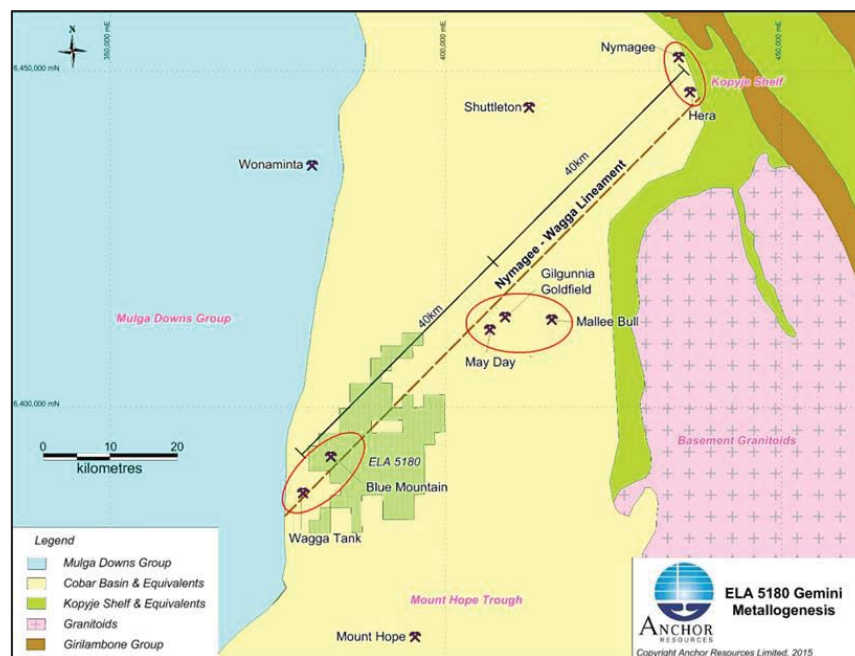 350,000 mE
400,000 mE
450,000 mE
N
6,450,000 mN
Nymagee
Kopyje Shelf
Shuttleton
Hera
Wonaminta
40km
Nymagee - Wagga Lineament
Gilgunnia
Goldfield
Mulga Downs Group
40km
Mallee Bull
May Day
6,400,000 mN
Basement Granitoids
0 10 20
kilometres
ELA 5180
Blue Mountain
Wagga Tank
Legend
Mulga Downs Group
Cobar Basin & Equivalents
Kopyje Shelf & Equivalents
Granitoids
Girilambone Group
Mount Hope Trough
Mount Hope
ANCHOR
RESOURCES
ELA 5180 Gemini
Metallogenesis
Copyright Anchor Resources Limited, 2015